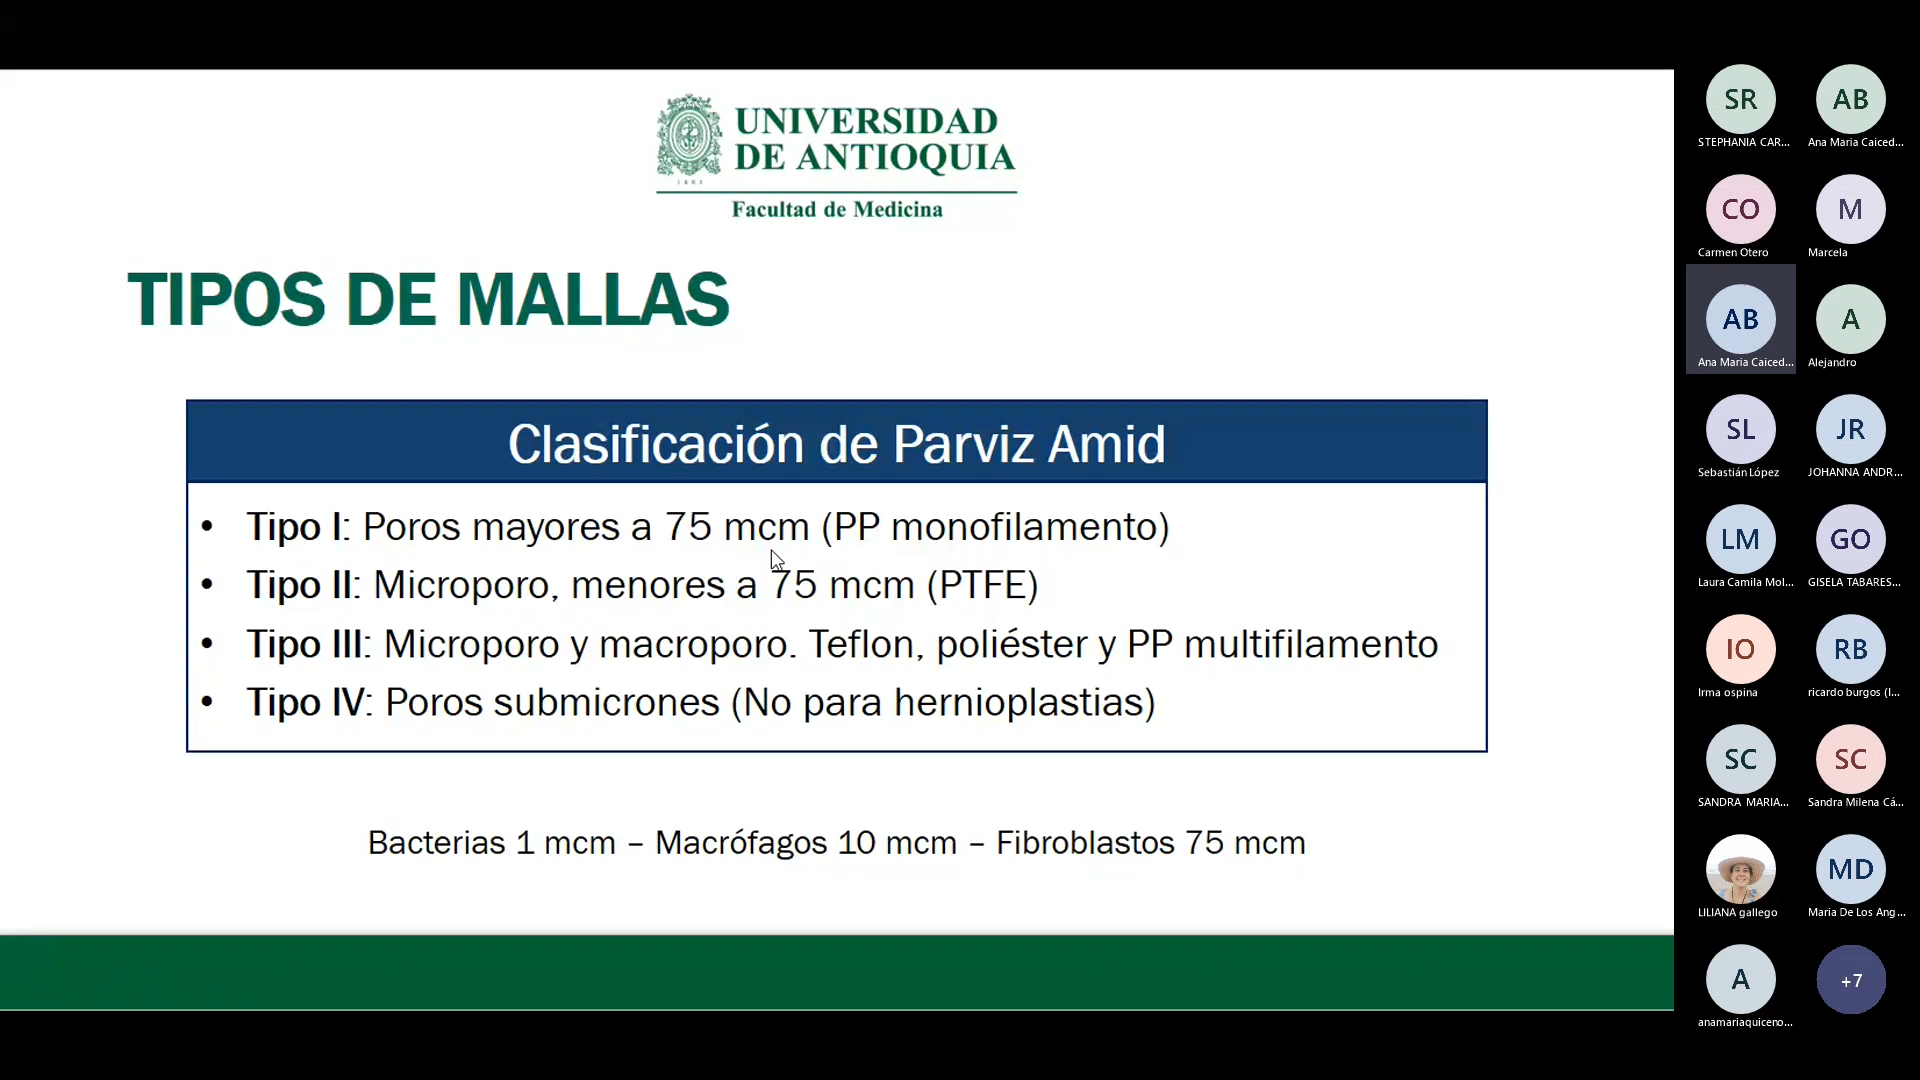 UNIVERSIDAD
DE ANTIOQUIA
1803
Facultad de Medicina
TIPOS DE MALLAS
Clasificación de Parviz Amid
• Tipo I: Poros mayores a 75 mcm (PP monofilamento)
• Tipo II: Microporo, menores a 75 mcm (PTFE)
• Tipo III: Microporo y macroporo. Teflon, poliéster y PP multifilamento
• Tipo IV: Poros submicrones (No para hernioplastias)
Bacterias 1 mcm – Macrófagos 10 mcm – Fibroblastos 75 mcm
SR
STEPHANIA CAR...
AB
Ana Maria Caiced...
CO
Carmen Otero
M
Marcela
AB
Ana Maria Caiced...
A
Alejandro
SL
Sebastián López
JR
JOHANNA ANDR...
LM
Laura Camila Mol...
GO
GISELA TABARES...
IO
Irma ospina
RB
ricardo burgos (I...
SC
SANDRA MARIA...
SC
Sandra Milena Cá...
LILIANA gallego
MD
Maria De Los Ang...
A
anamariaquiceno...
+7